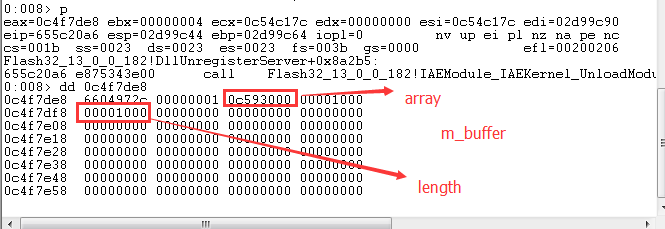 0:008> p
eax=0c4f7de8 ebx=00000004 ecx=0c54c17c edx=00000000 esi=0c54c17c edi=02d99c90
eip=655c20a6 esp=02d99c44 ebp=02d99c64 iopl=0 nv up ei pl nz na pe nc
cs=001b ss=0023 ds=0023 es=0023 fs=003b gs=0000 efl=00200206
Flash32_13_0_0_182!DllUnregisterServer+0x8a2b5:
655c20a6 e875343e00 call Flash32_13_0_0_182!IAEModule_IAEKernel_UnloadModu
0:008> dd 0c4f7de8
0c4f7de8 6604972c 00000001 0c593000 00001000
0c4f7df8 00001000 00000000 00000000 00000000
0c4f7e08 00000000 00000000 00000000 00000000
0c4f7e18 00000000 00000000 00000000 00000000
0c4f7e28 00000000 00000000 00000000 00000000
0c4f7e38 00000000 00000000 00000000 00000000
0c4f7e48 00000000 00000000 00000000 00000000
0c4f7e58 00000000 00000000 00000000 00000000
array
m_buffer
length